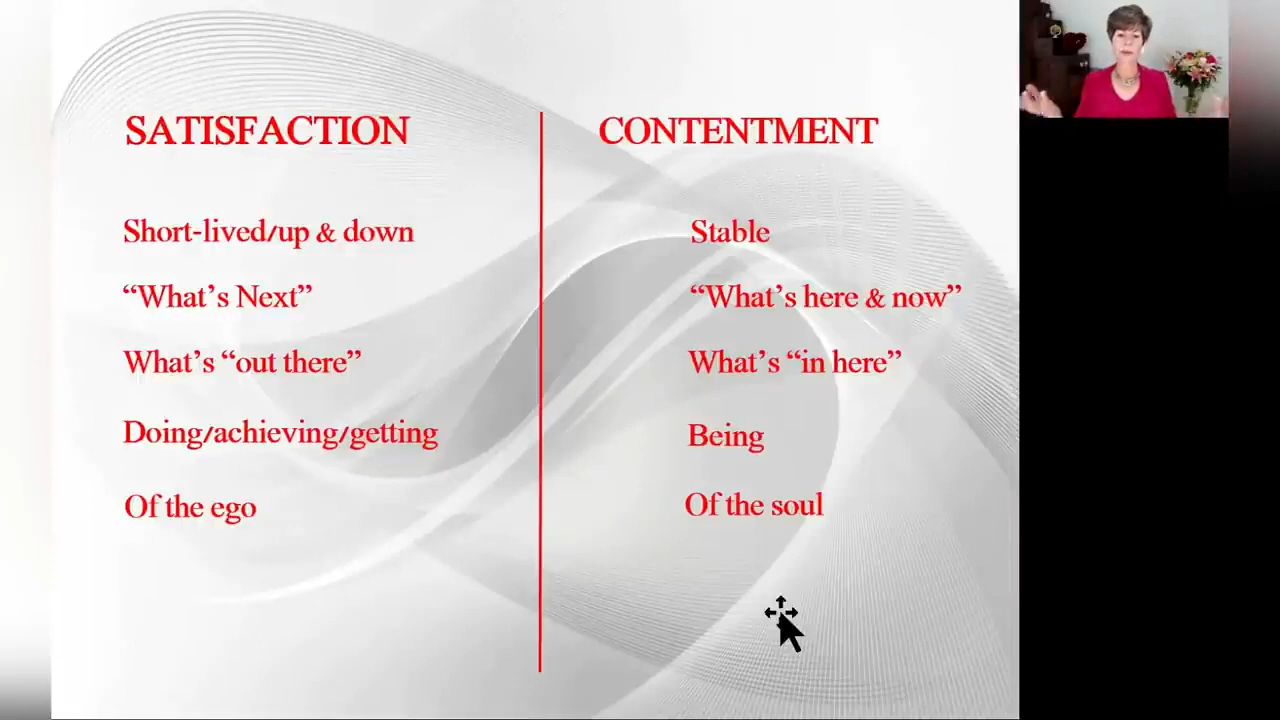 SATISFACTION
CONTENTMENT
Short-lived/up & down
Stable
“What’s Next”
“What’s here & now”
What’s “out there”
What’s “in here”
Doing/achieving/getting
Being
Of the ego
Of the soul